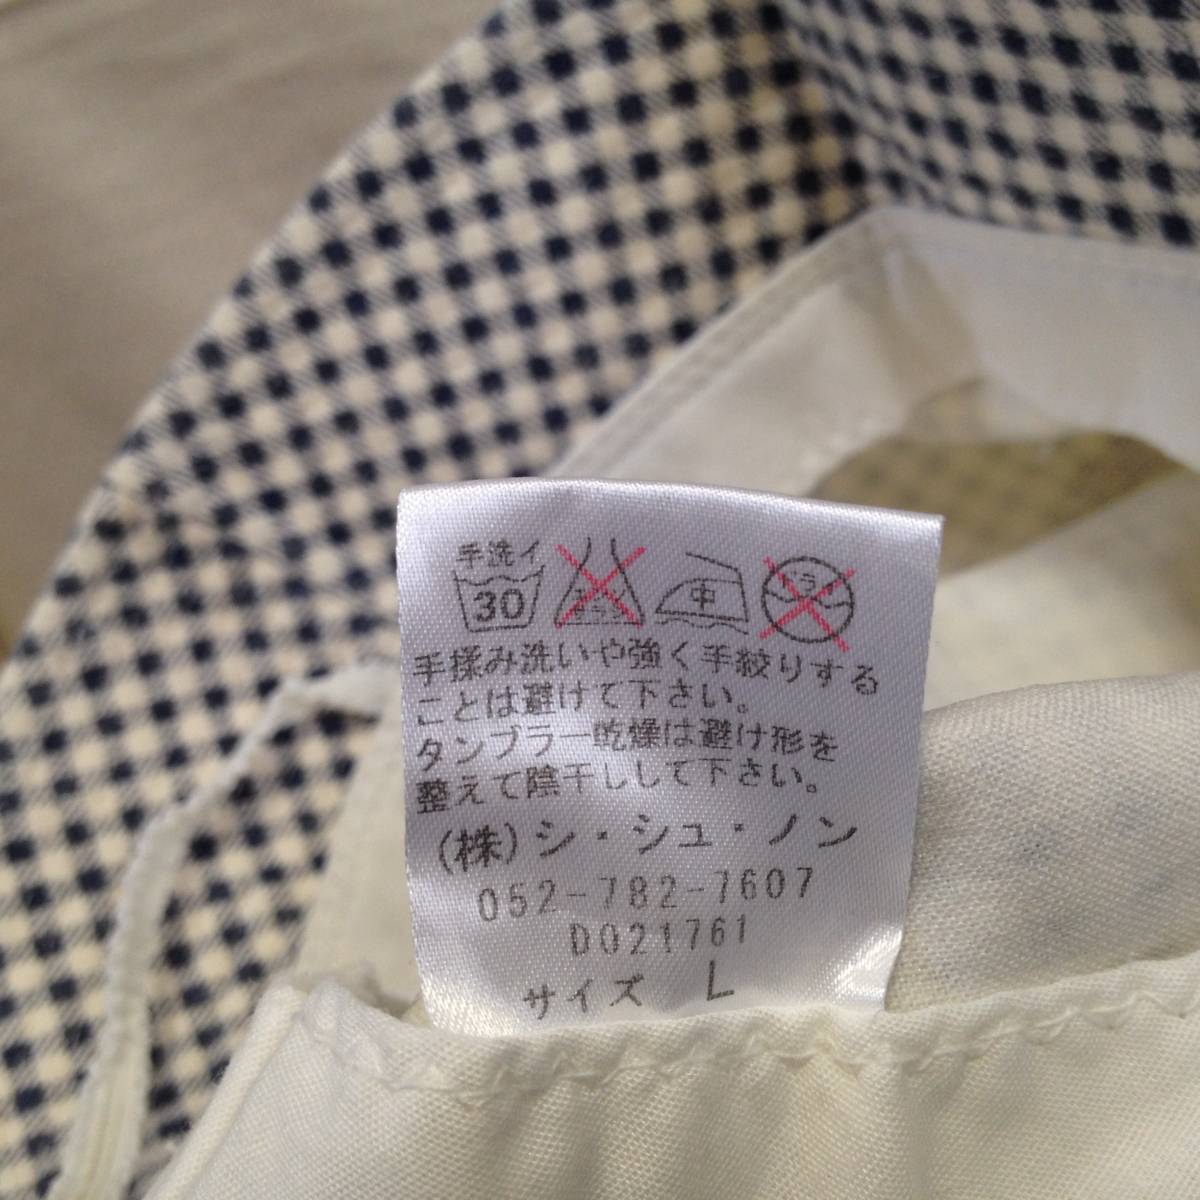 手洗イ
30 中 ドライ
手揉み洗いや強く手絞りする
ことは避けて下さい。
タンブラー乾燥は避け形を
整えて陰干しして下さい。
(株)シ・シュ・ノン
052-782-7607
D021761
サイズ L